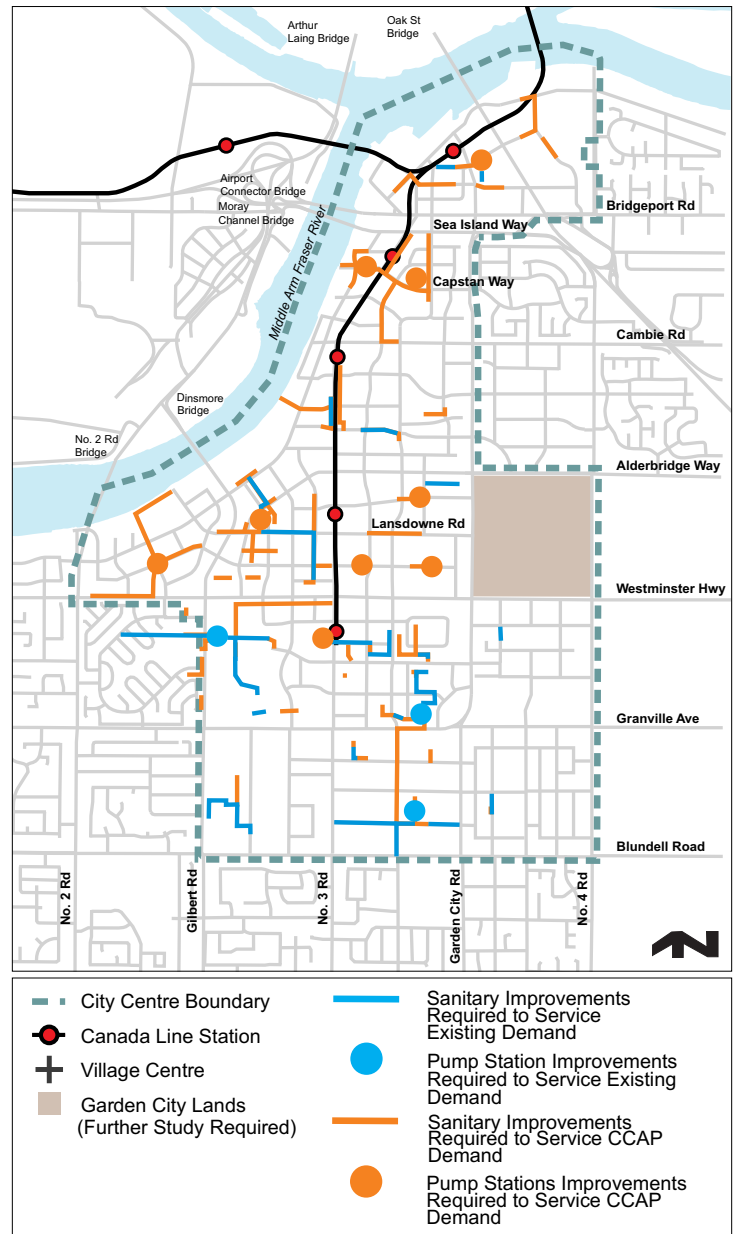 Arthur
Laing Bridge
Oak St
Bridge
Airport
Connector Bridge
Moray
Channel Bridge
Bridgeport Rd
Sea Island Way
Middle Arm Fraser River
Capstan Way
Cambie Rd
Dinsmore
Bridge
No. 2 Rd
Bridge
Alderbridge Way
Lansdowne Rd
Westminster Hwy
Granville Ave
Blundell Road
No. 2 Rd
Gilbert Rd
No. 3 Rd
Garden City Rd
No. 4 Rd
N
City Centre Boundary
Canada Line Station
Village Centre
Garden City Lands
(Further Study Required)
Sanitary Improvements
Required to Service
Existing Demand
Pump Station Improvements
Required to Service Existing
Demand
Sanitary Improvements
Required to Service CCAP
Demand
Pump Stations Improvements
Required to Service CCAP
Demand